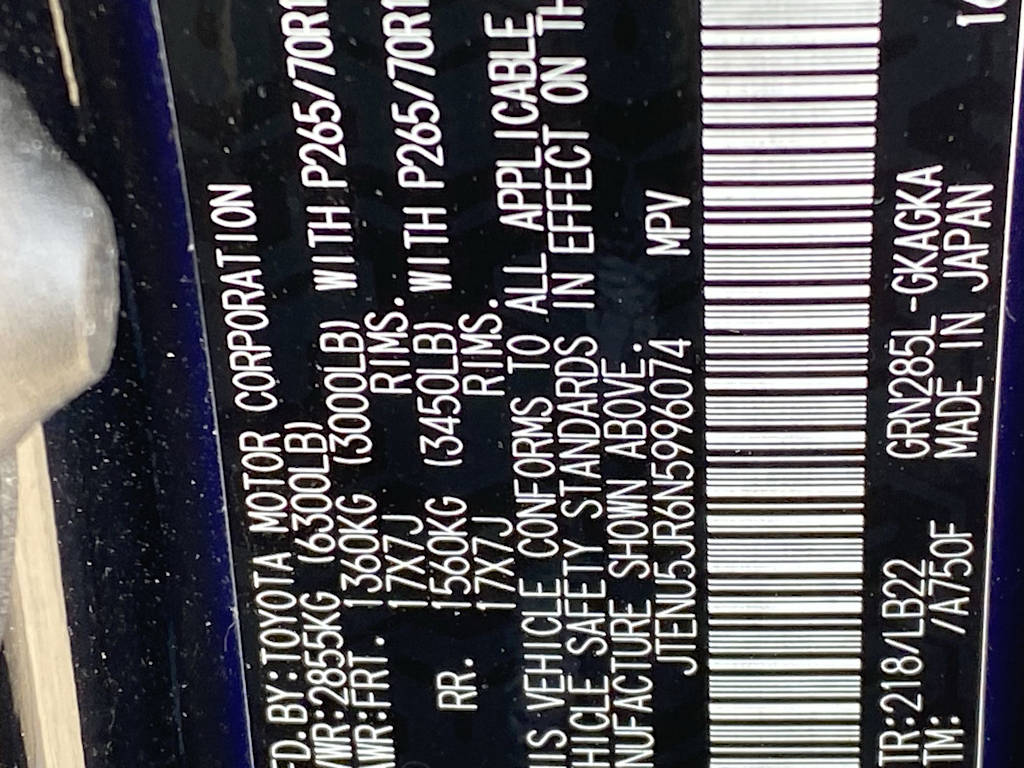 FD.BY:TOYOTA MOTOR CORPORATION
WR:2855KG (6300LB)
WR:FRT. 1360KG (3000LB) WITH P265/70R1
17X7J RIMS.
RR. 1560KG (3450LB) WITH P265/70R1
17X7J RIMS.
IS VEHICLE CONFORMS TO ALL APPLICABLE
HICLE SAFETY STANDARDS IN EFFECT ON TH
NUFACTURE SHOWN ABOVE.
JTENU5JR6N5996074 MPV
TR:218/LB22 GRN285L-GKAGKA
TM: /A750F MADE IN JAPAN 16